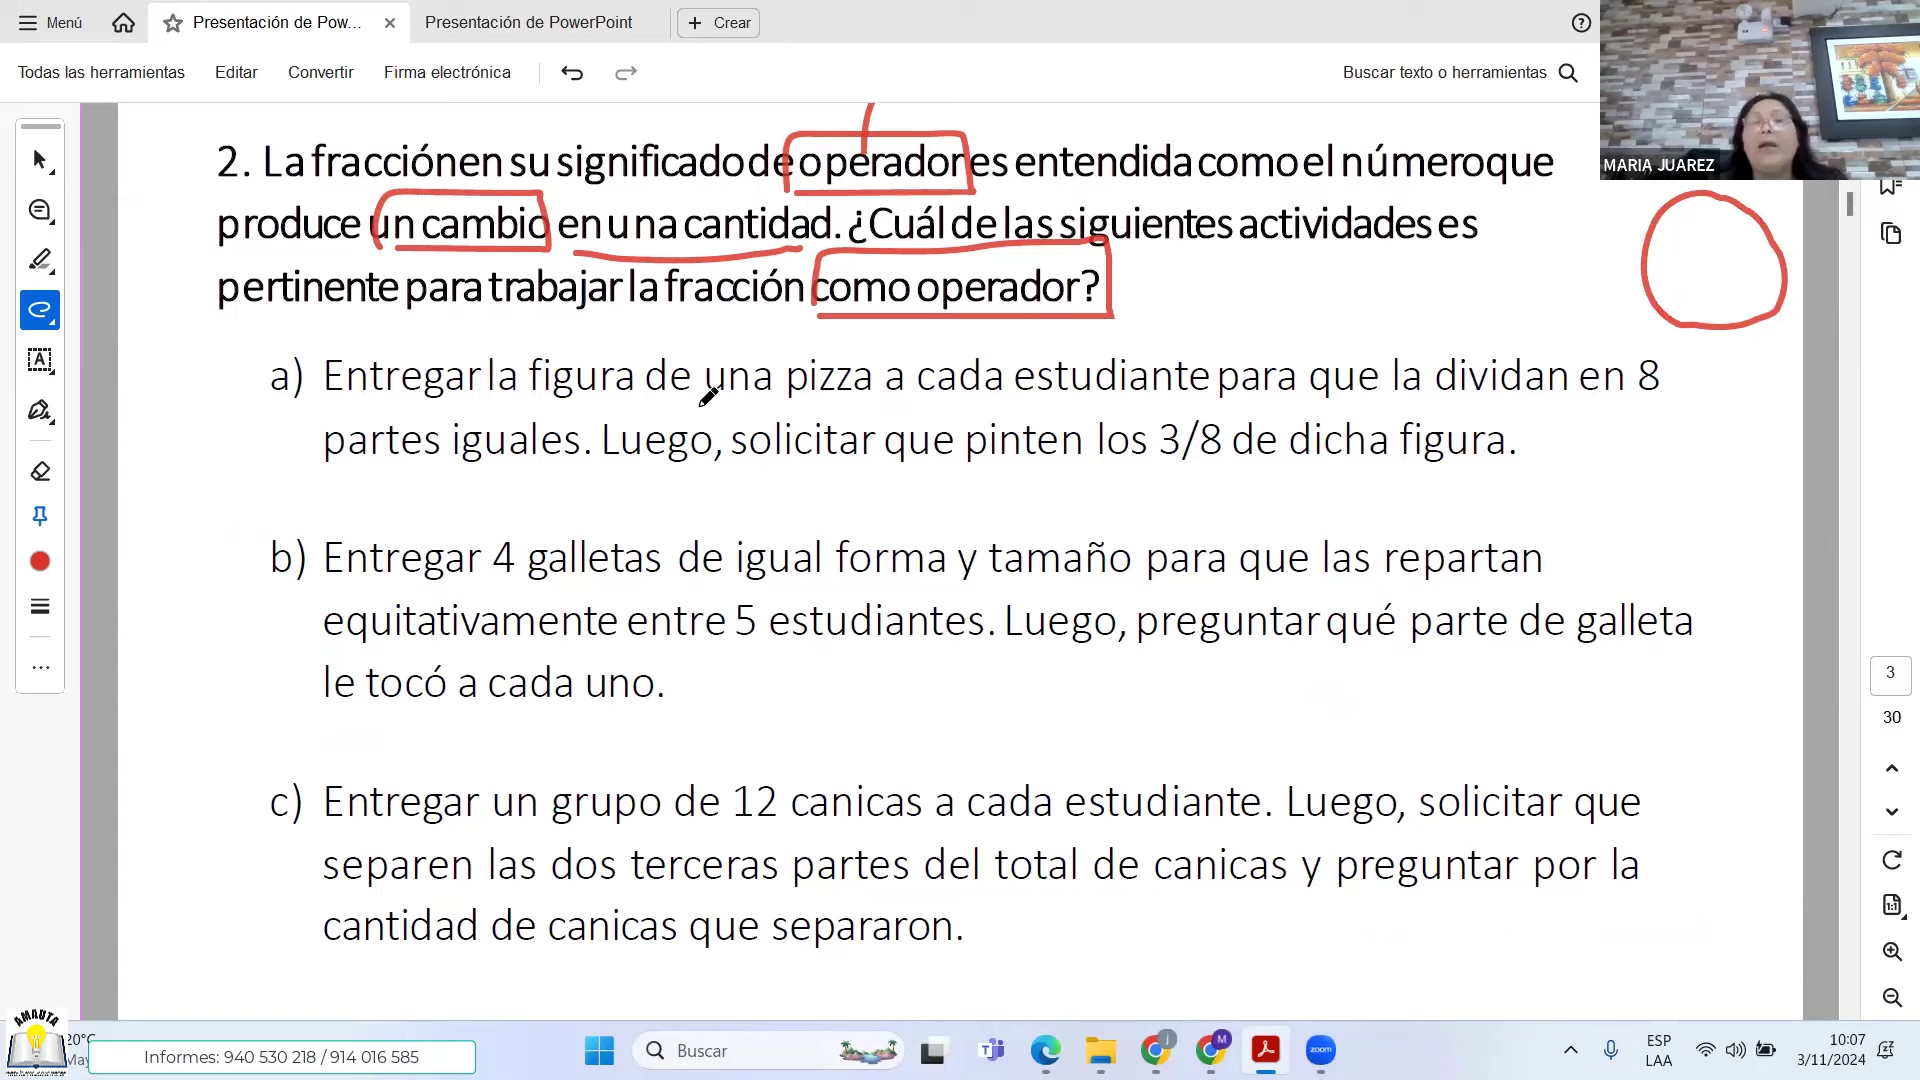 Menú
Presentación de Pow...
Presentación de PowerPoint
Crear
Todas las herramientas
Editar
Convertir
Firma electrónica
Buscar texto o herramientas
MARIA JUAREZ
2. La fracción en su significado de operador es entendida como el número que
produce un cambio en una cantidad. ¿Cuál de las siguientes actividades es
pertinente para trabajar la fracción como operador?
a) Entregar la figura de una pizza a cada estudiante para que la dividan en 8
partes iguales. Luego, solicitar que pinten los 3/8 de dicha figura.
b) Entregar 4 galletas de igual forma y tamaño para que las repartan
equitativamente entre 5 estudiantes. Luego, preguntar qué parte de galleta
le tocó a cada uno.
c) Entregar un grupo de 12 canicas a cada estudiante. Luego, solicitar que
separen las dos terceras partes del total de canicas y preguntar por la
cantidad de canicas que separaron.
3
30
AMAUTA
20°C
Informes: 940 530 218 / 914 016 585
Buscar
zoom
ESP
LAA
10:07
3/11/2024